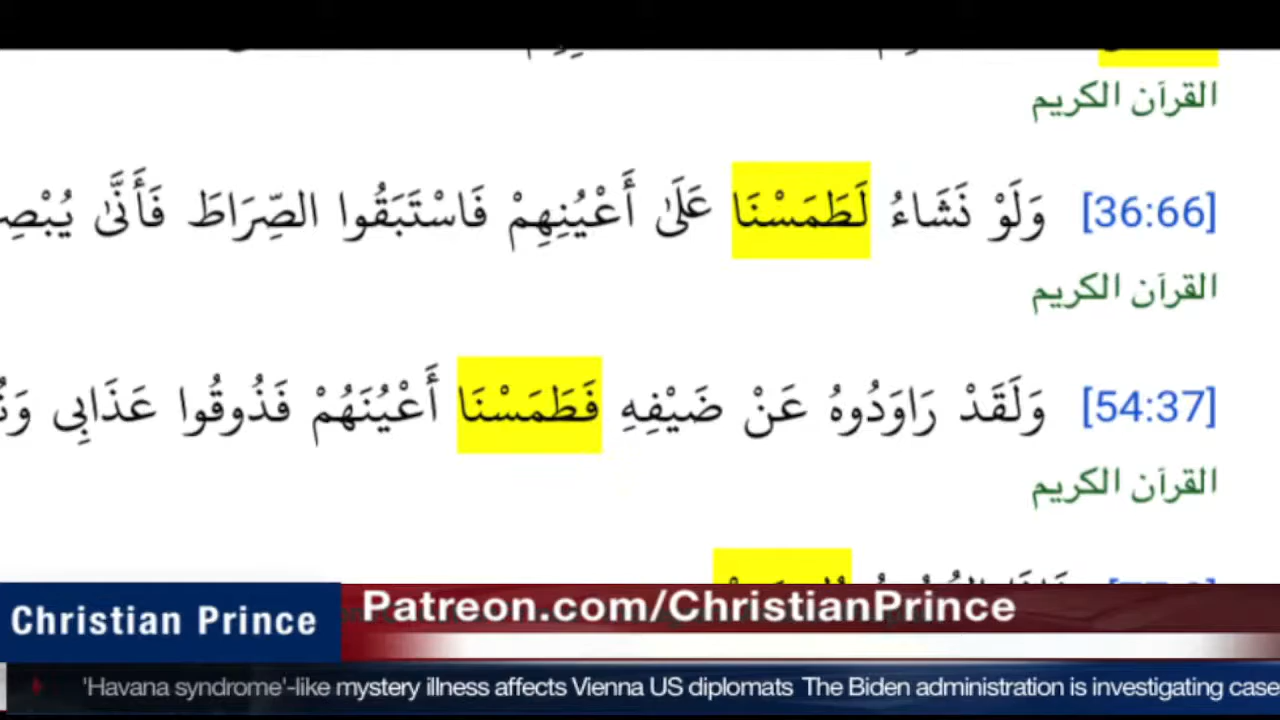 القرآن الكريم
[36:66] وَلَوْ نَشَاءُ لَطَمَسْنَا عَلَىٰ أَعْيُنِهِمْ فَاسْتَبَقُوا الصِّرَاطَ فَأَنَّىٰ
القرآن الكريم
[54:37] وَلَقَدْ رَاوَدُوهُ عَنْ ضَيْفِهِ فَطَمَسْنَا أَعْيُنَهُمْ فَذُوقُوا عَذَابِي
القرآن الكريم
Christian Prince
Patreon.com/ChristianPrince
'Havana syndrome'-like mystery illness affects Vienna US diplomats The Biden administration is investigating case